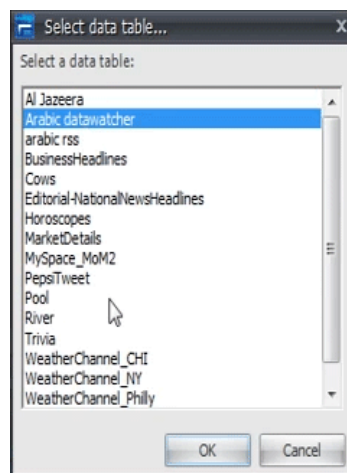 Select data table...
Select a data table:
Al Jazeera
Arabic datawatcher
arabic rss
BusinessHeadlines
Cows
Editorial-NationalNewsHeadlines
Horoscopes
MarketDetails
MySpace_MoM2
PepsiTweet
Pool
River
Trivia
WeatherChannel_CHI
WeatherChannel_NY
WeatherChannel_Philly
OK Cancel